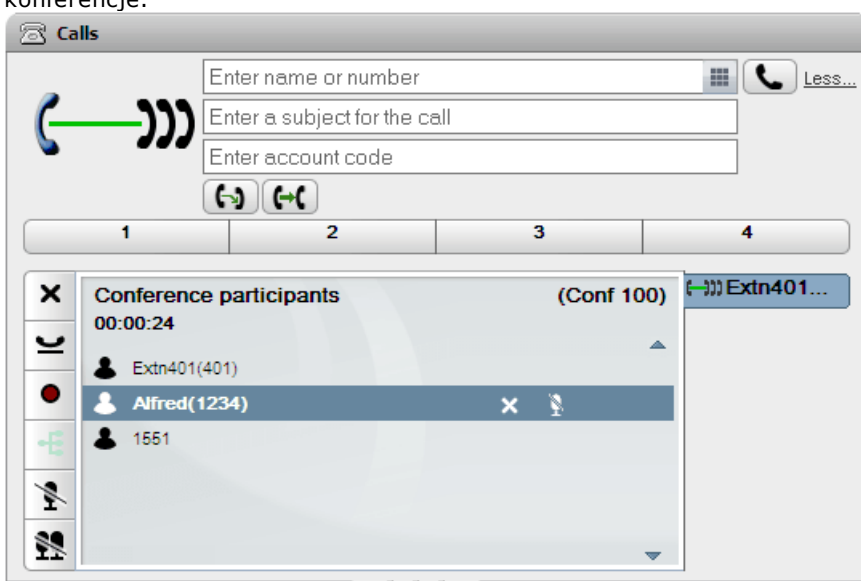 konferencje.
Calls
Enter name or number
Less...
Enter a subject for the call
Enter account code
1 2 3 4
Conference participants (Conf 100) Extn401...
00:00:24
Extn401(401)
Alfred(1234)
1551